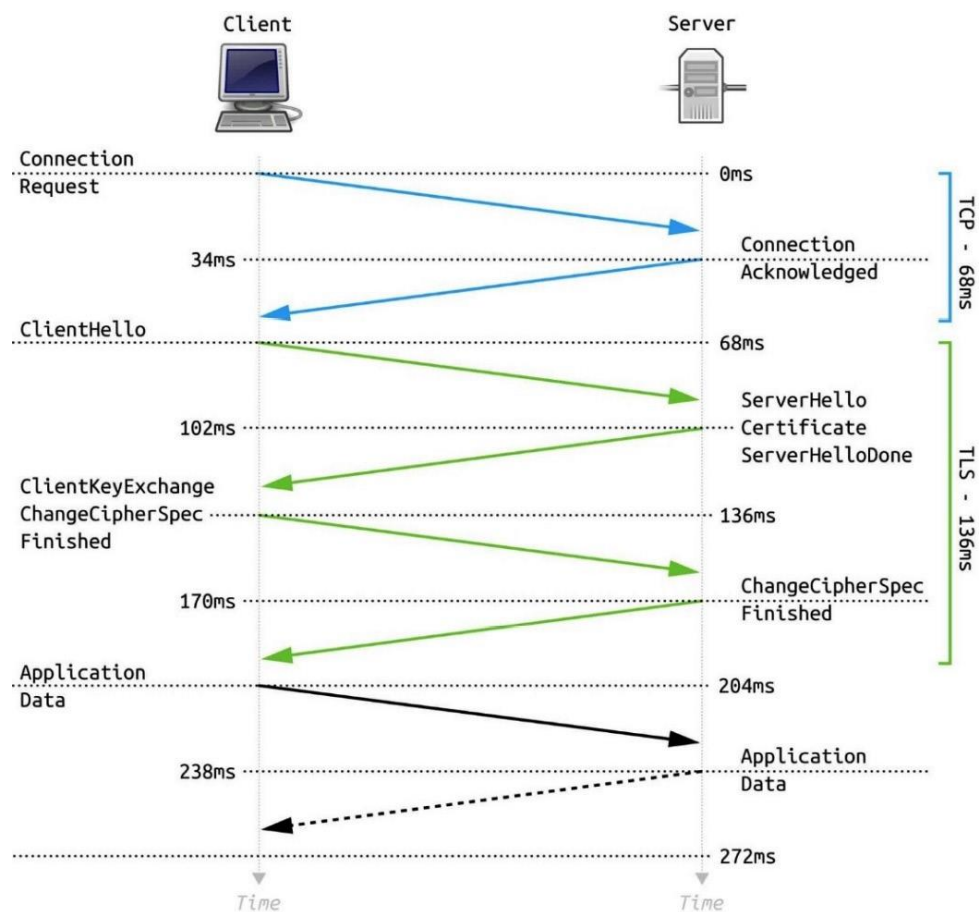 Client
Server
Connection
Request
0ms
34ms
Connection
Acknowledged
TCP - 68ms
ClientHello
68ms
102ms
ServerHello
Certificate
ServerHelloDone
ClientKeyExchange
ChangeCipherSpec
Finished
136ms
TLS - 136ms
170ms
ChangeCipherSpec
Finished
Application
Data
204ms
238ms
Application
Data
272ms
Time
Time